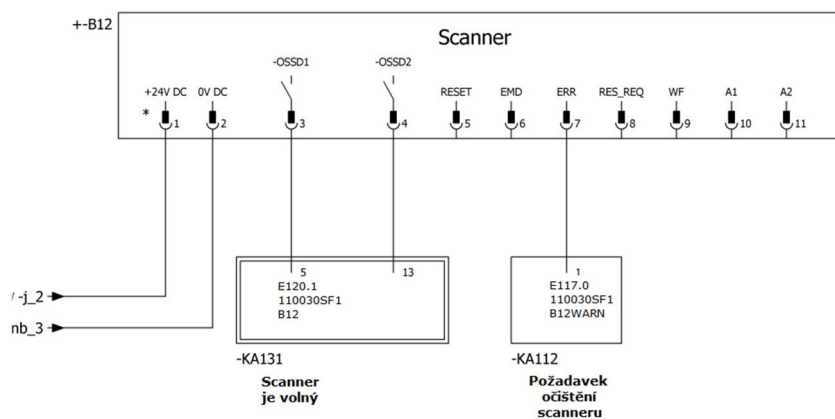 +-B12
Scanner
-OSSD1 -OSSD2
+24V DC 0V DC RESET EMD ERR RES_REQ WF A1 A2
* 1 2 3 4 5 6 7 8 9 10 11
5 13 1
E120.1 E117.0
110030SF1 110030SF1
B12 B12WARN
-j_2
nb_3
-KA131 -KA112
Scanner Požadavek
je volný očištění
scanneru